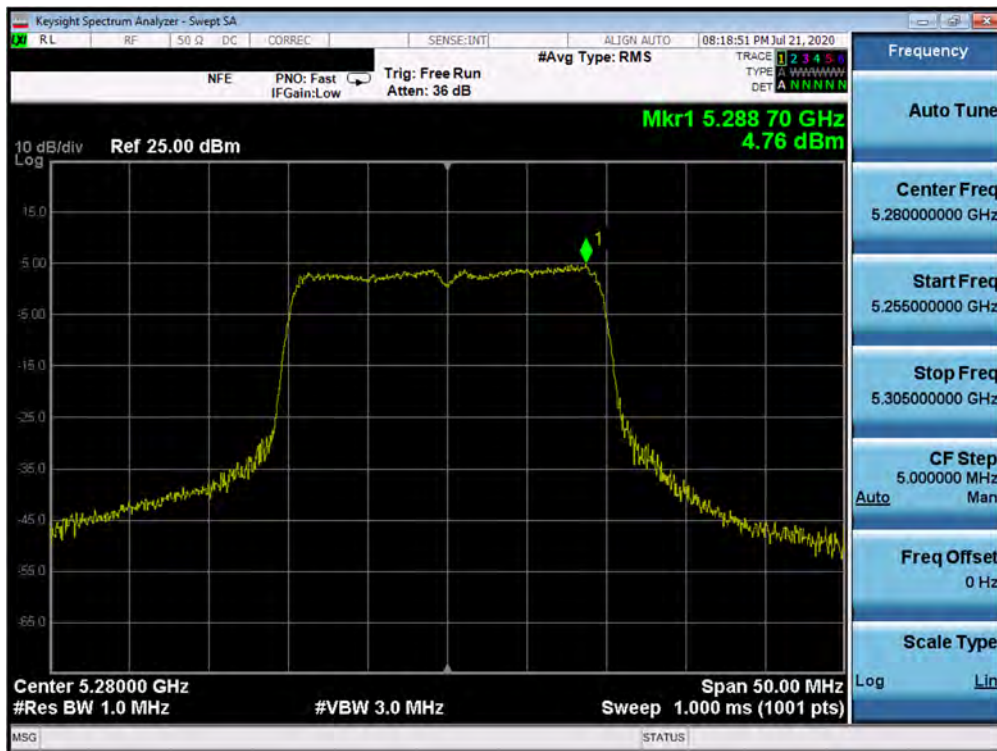 Keysight Spectrum Analyzer - Swept SA
LXI RL RF 50 Ω DC CORREC SENSE:INT ALIGN AUTO 08:18:51 PM Jul 21, 2020
NFE PNO: Fast IFGain:Low Trig: Free Run Atten: 36 dB #Avg Type: RMS
TRACE 1 2 3 4 5 6
TYPE A WWWWW
DET A N N N N N
Mkr1 5.288 70 GHz
4.76 dBm
10 dB/div Ref 25.00 dBm
Log
15.0
5.00
-5.00
-15.0
-25.0
-35.0
-45.0
-55.0
-65.0
1
Center 5.28000 GHz Span 50.00 MHz
#Res BW 1.0 MHz #VBW 3.0 MHz Sweep 1.000 ms (1001 pts)
MSG STATUS
Frequency
Auto Tune
Center Freq
5.280000000 GHz
Start Freq
5.255000000 GHz
Stop Freq
5.305000000 GHz
CF Step
5.000000 MHz
Auto Man
Freq Offset
0 Hz
Scale Type
Log Lin